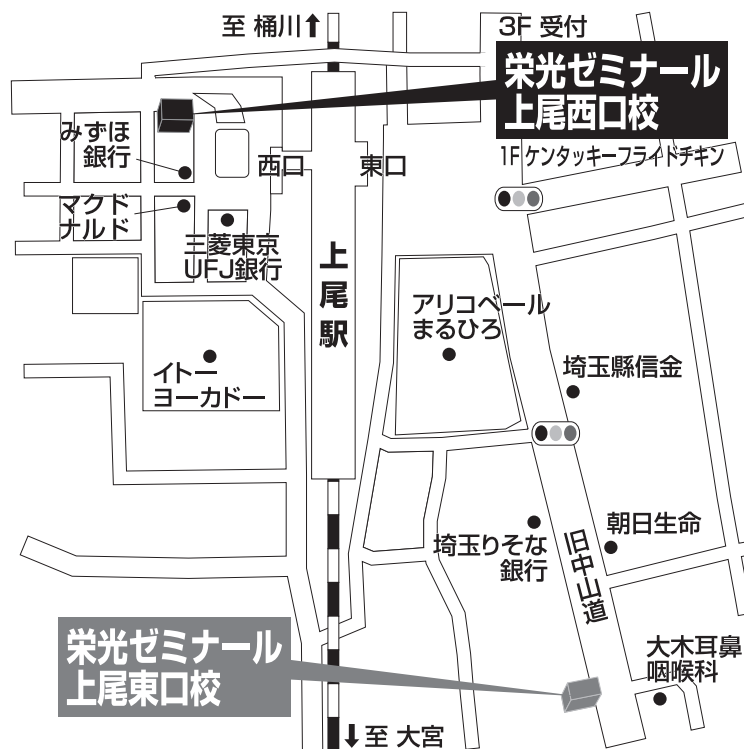 至 桶川↑
3F 受付
栄光ゼミナール
上尾西口校
1F ケンタッキーフライドチキン
みずほ
銀行
西口
東口
マクド
ナルド
三菱東京
UFJ銀行
上尾駅
アリコベール
まるひろ
イトー
ヨーカドー
埼玉縣信金
埼玉りそな
銀行
朝日生命
旧中山道
栄光ゼミナール
上尾東口校
大木耳鼻
咽喉科
↓至 大宮